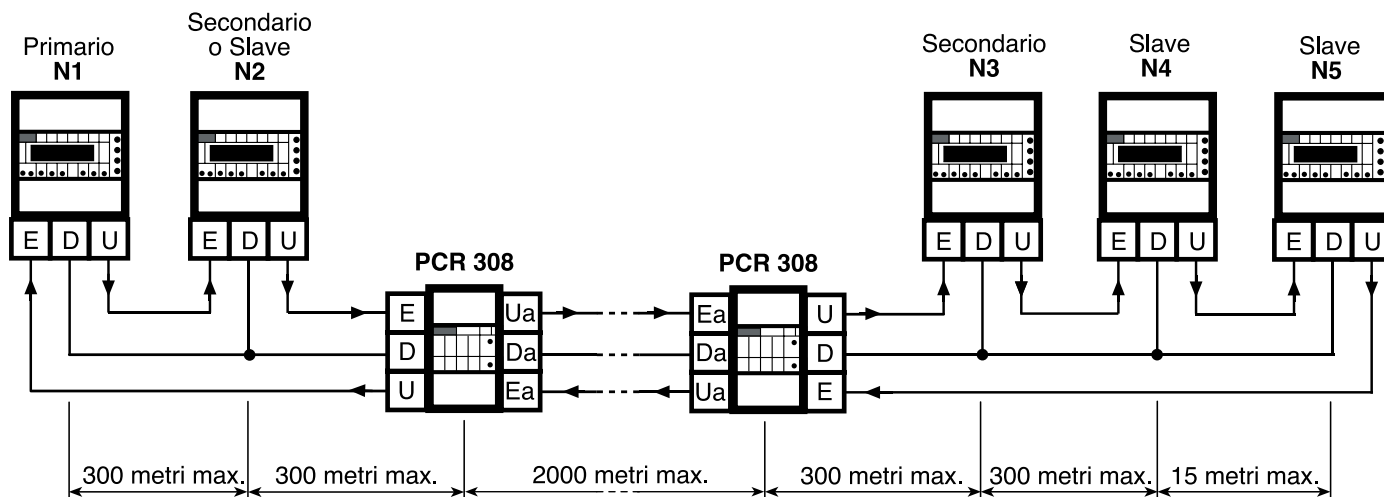 Primario
N1
Secondario
o Slave
N2
Secondario
N3
Slave
N4
Slave
N5
E D U
E D U
E D U
E D U
E D U
PCR 308
PCR 308
E Ua
D Da
U Ea
Ea U
Da D
Ua E
300 metri max.
300 metri max.
2000 metri max.
300 metri max.
300 metri max.
15 metri max.